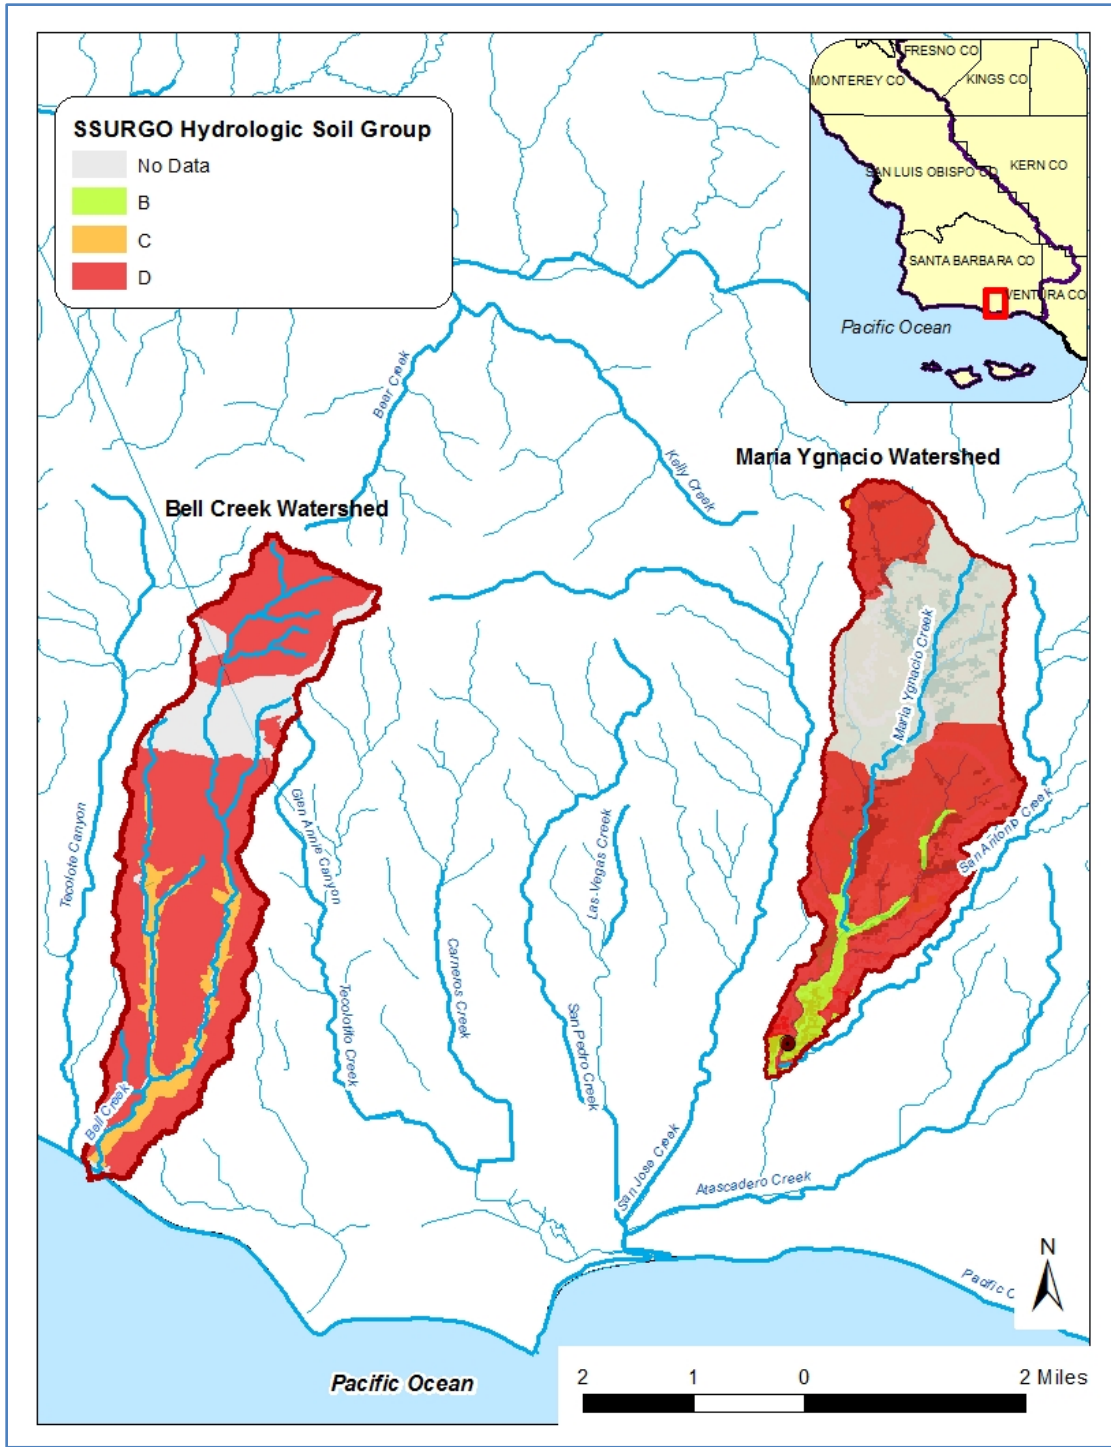 SSURGO Hydrologic Soil Group
No Data
B
C
D
FRESNO CO
MONTEREY CO
KINGS CO
SAN LUIS OBISPO CO
KERN CO
SANTA BARBARA CO
VENTURA CO
Pacific Ocean
Bear Creek
Kelly Creek
Maria Ygnacio Watershed
Bell Creek Watershed
Maria Ygnacio Creek
San Antonio Creek
Tecolote Canyon
Glen Annie Canyon
Las Vegas Creek
Carneros Creek
Tecolotito Creek
San Pedro Creek
Bell Creek
San Jose Creek
Atascadero Creek
Pacific
N
Pacific Ocean
2 1 0 2 Miles